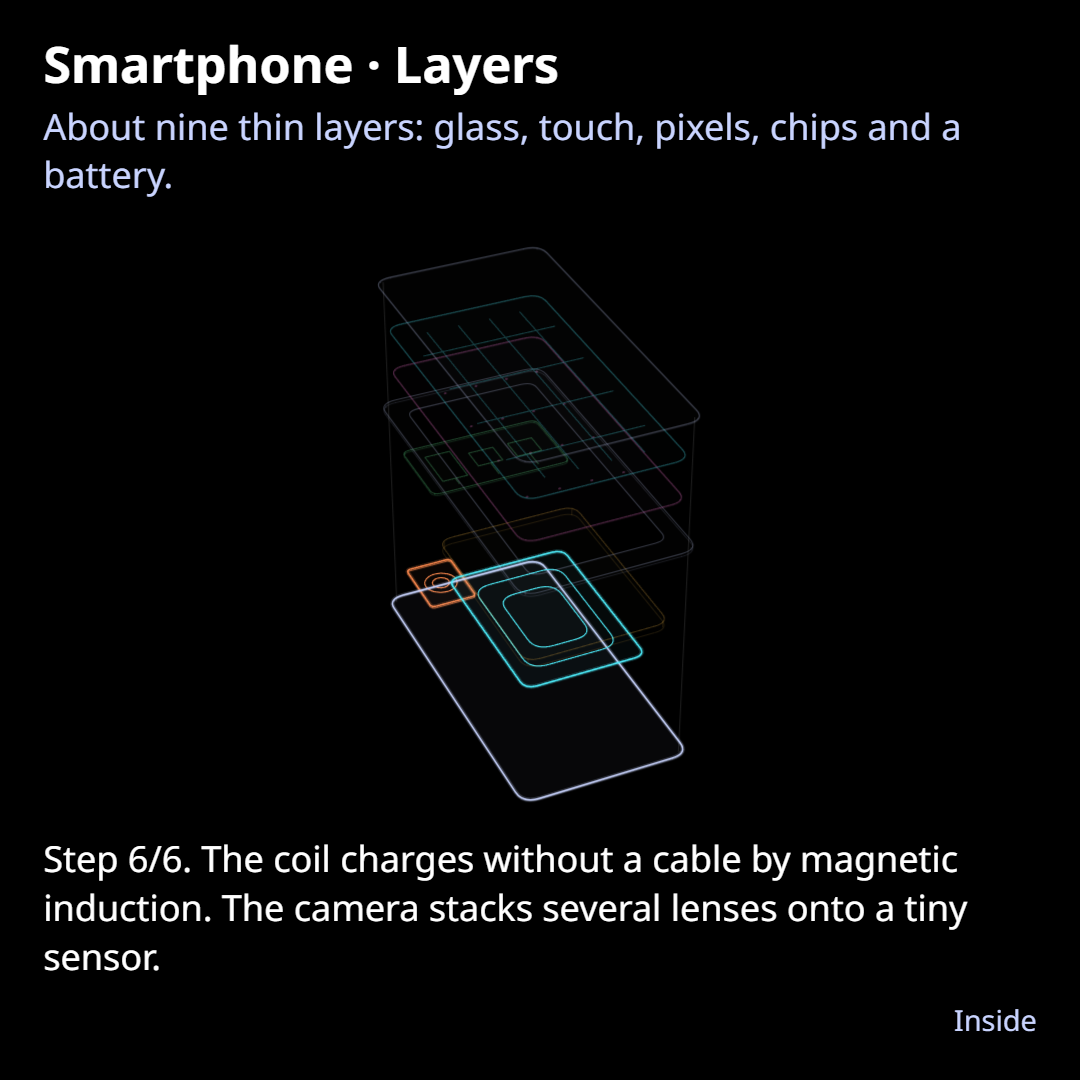 Smartphone · Layers
About nine thin layers: glass, touch, pixels, chips and a
battery.
Step 6/6. The coil charges without a cable by magnetic
induction. The camera stacks several lenses onto a tiny
sensor.
Inside